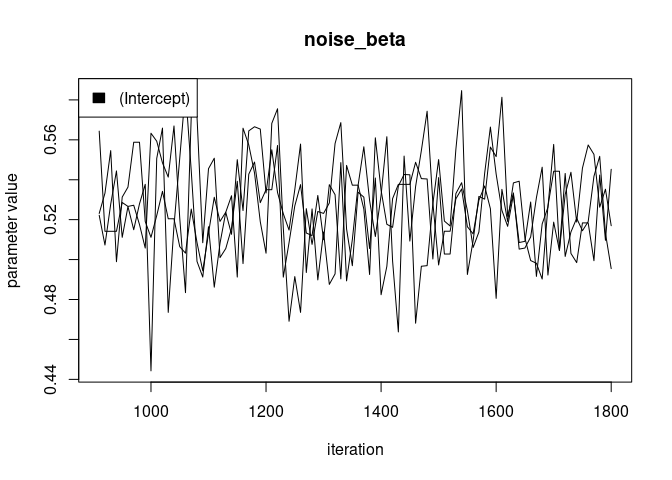 noise_beta
(Intercept)
parameter value
0.56
0.52
0.48
0.44
1000 1200 1400 1600 1800
iteration